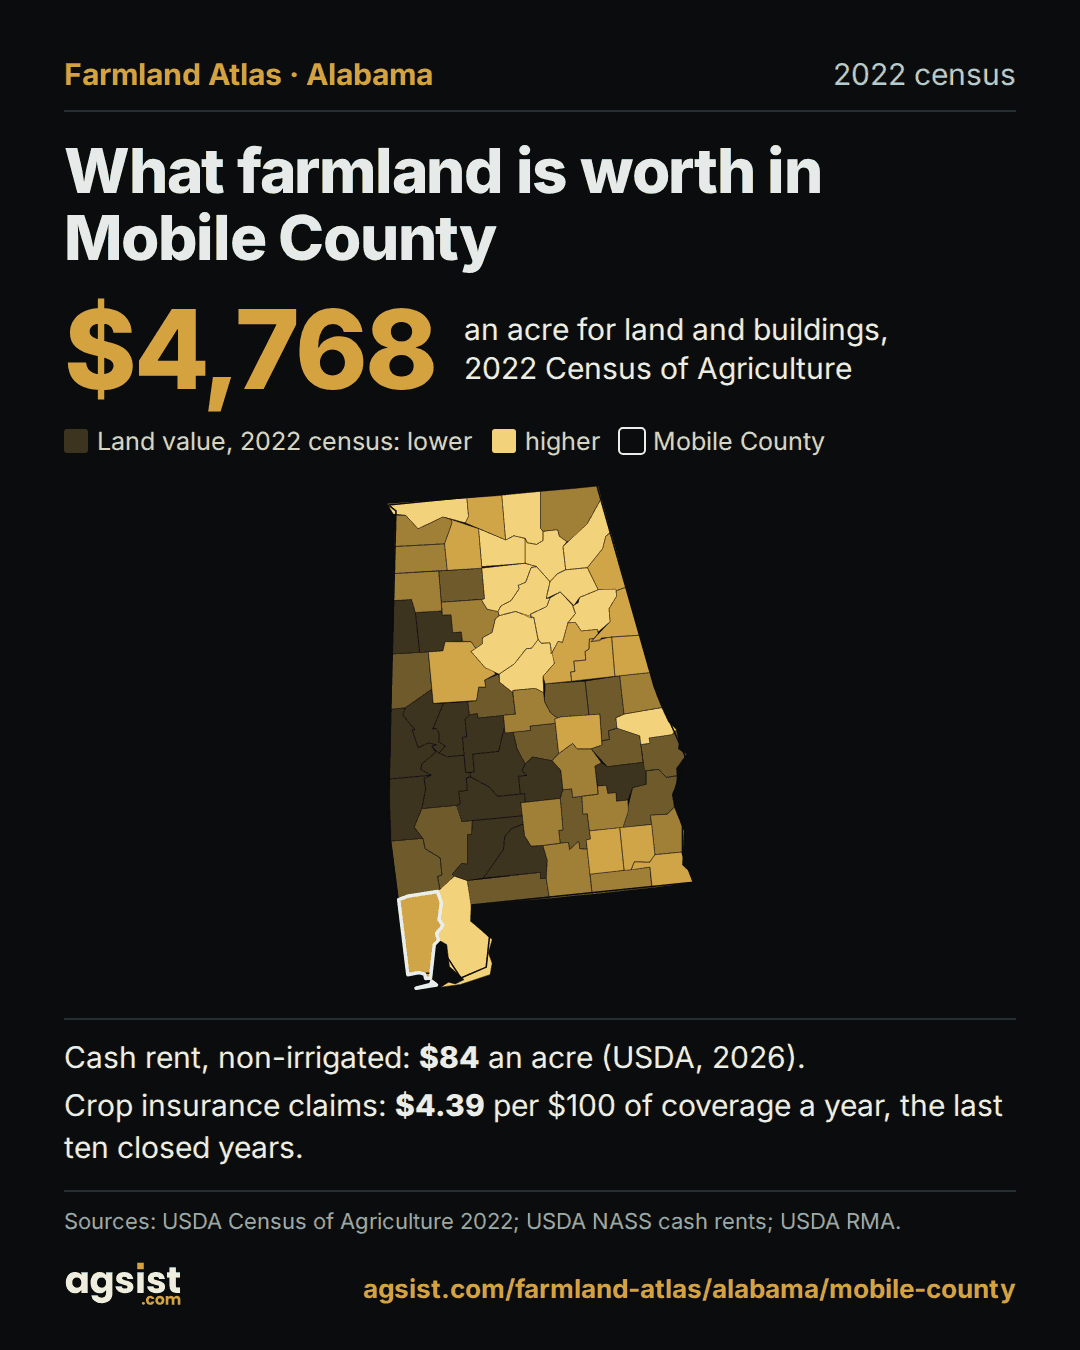 Farmland Atlas · Alabama
2022 census
What farmland is worth in
Mobile County
$4,768
an acre for land and buildings,
2022 Census of Agriculture
Land value, 2022 census: lower
higher
Mobile County
Cash rent, non-irrigated: $84 an acre (USDA, 2026).
Crop insurance claims: $4.39 per $100 of coverage a year, the last
ten closed years.
Sources: USDA Census of Agriculture 2022; USDA NASS cash rents; USDA RMA.
agsist
.com
agsist.com/farmland-atlas/alabama/mobile-county